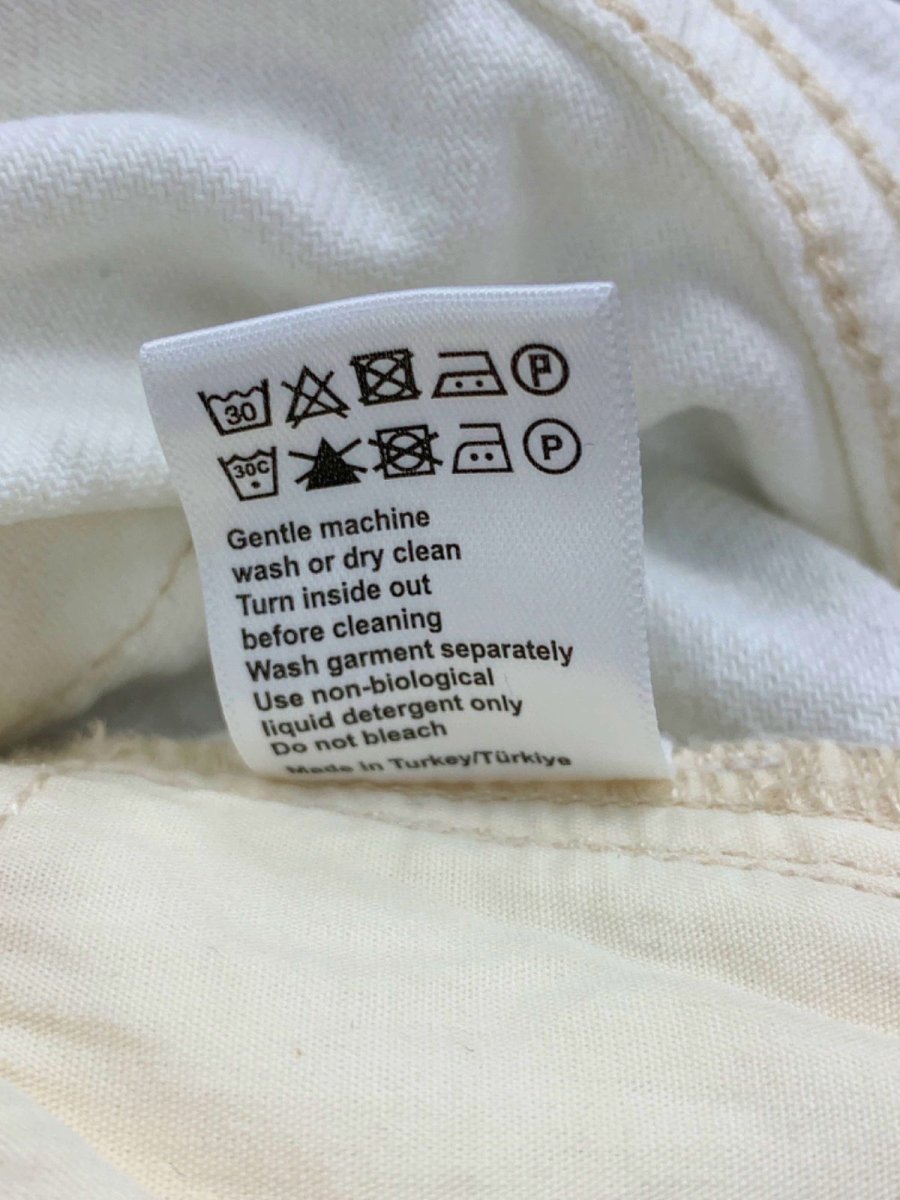 30 P
30C P
Gentle machine
wash or dry clean
Turn inside out
before cleaning
Wash garment separately
Use non-biological
liquid detergent only
Do not bleach
Made in Turkey/Türkiye